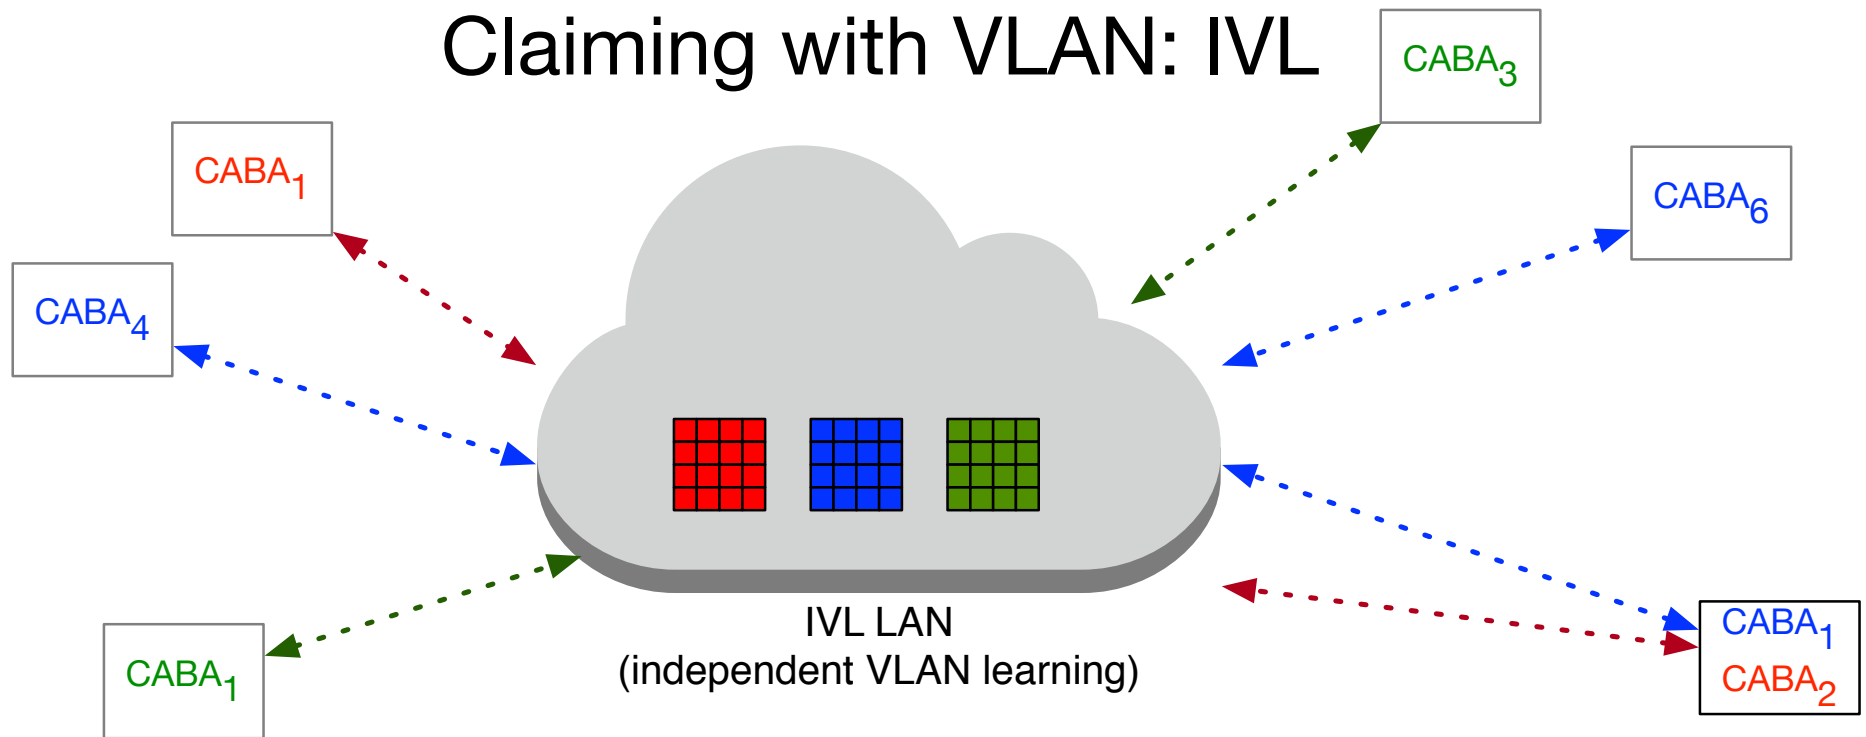 Claiming with VLAN: IVL
CABA3
CABA1
CABA6
CABA4
IVL LAN
(independent VLAN learning)
CABA1
CABA1
CABA2